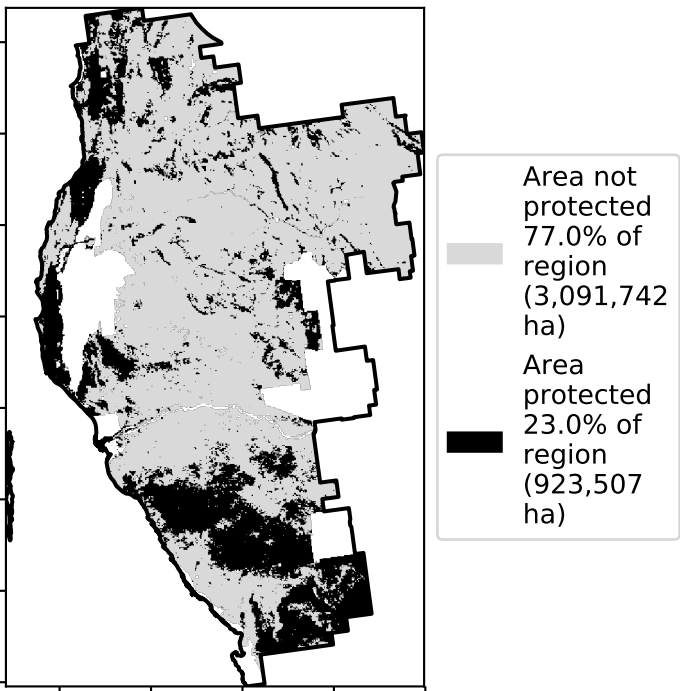 Area not
protected
77.0% of
region
(3,091,742
ha)
Area
protected
23.0% of
region
(923,507
ha)